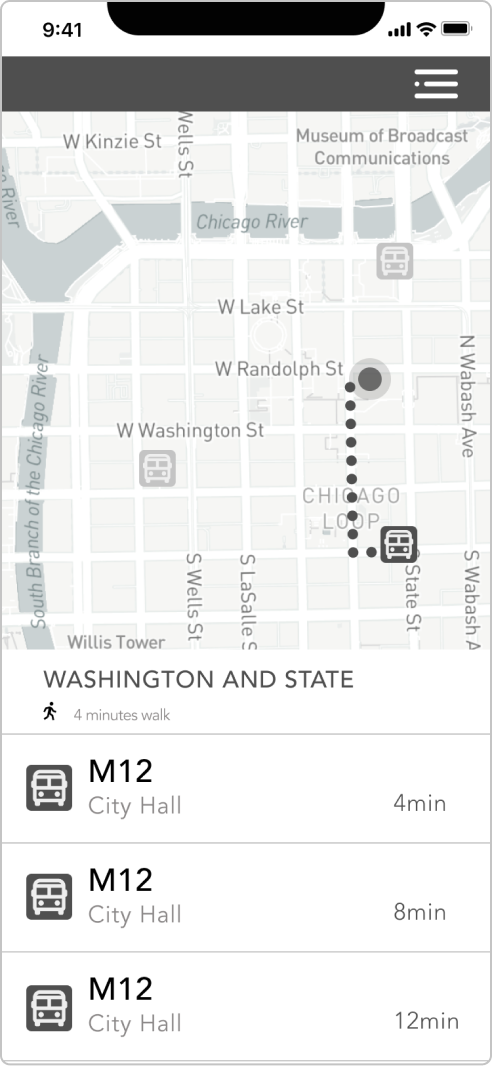 9:41
W Kinzie St
Wells St
Museum of Broadcast
Communications
River
Chicago River
W Lake St
N Wabash Ave
W Randolph St
South Branch of the Chicago River
W Washington St
CHICAGO
LOOP
S Wells St
S LaSalle S
State St
S Wabash A
Willis Tower
WASHINGTON AND STATE
4 minutes walk
M12
City Hall
4min
M12
City Hall
8min
M12
City Hall
12min